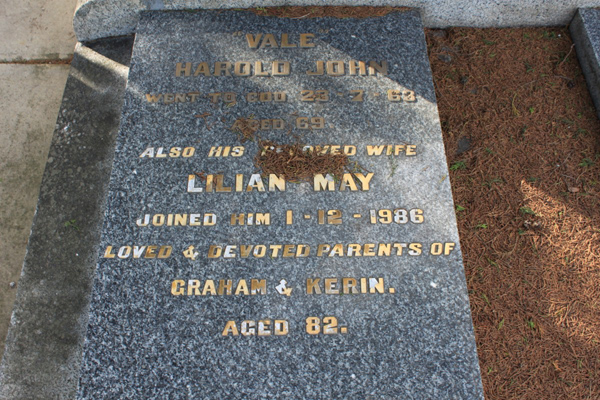 "VALE"
HAROLD JOHN
WENT TO GOD 29-7-63
AGED 69
ALSO HIS BELOVED WIFE
LILIAN MAY
JOINED HIM 1-12-1986
LOVED & DEVOTED PARENTS OF
GRAHAM & KERIN.
AGED 82.